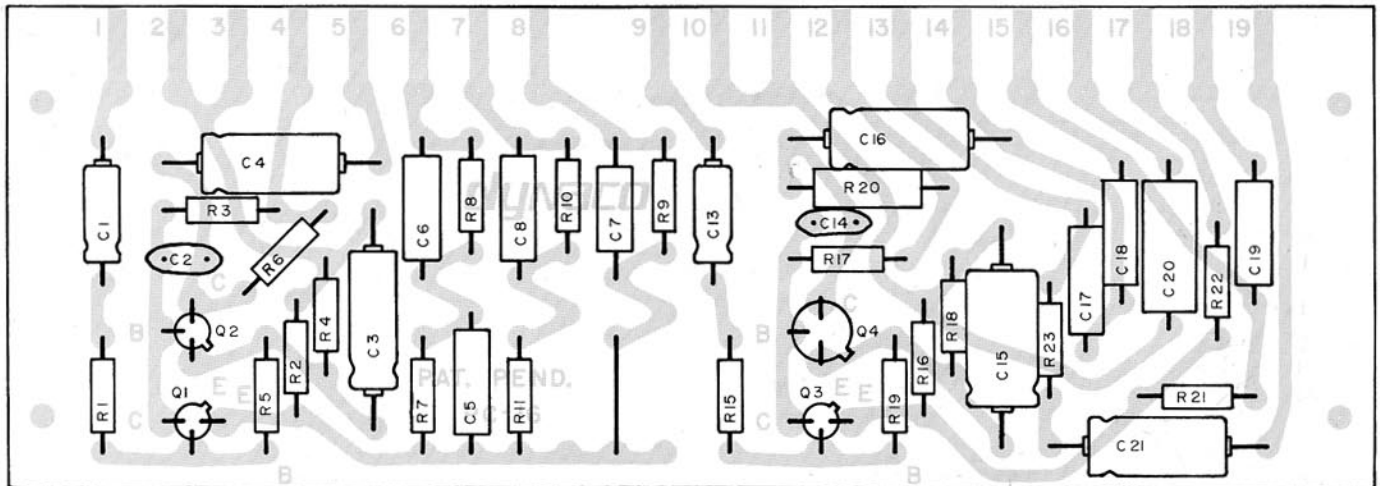 1 2 3 4 5 6 7 8 9 10 11 12 13 14 15 16 17 18 19
C4 C16
C1 R3 C6 R8 C8 R10 C7 R9 C13 R20 C18 C20 C19
dynaco
C2 R6 C14 R17 R22
C C
R4 C3 R18 C15 R23 C17
B Q2 B Q4
R2 R16
PAT. PEND.
R1 Q1 E E R5 R7 C5 R11 R15 Q3 E E R19 R21
C C
C21
B B